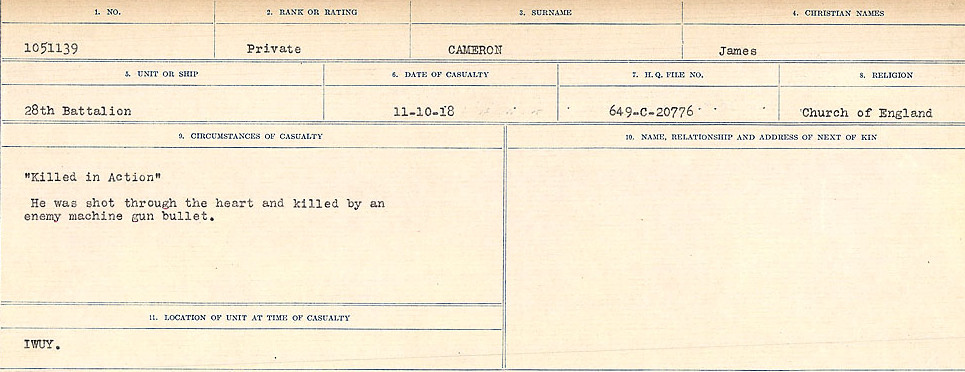 1. NO.
2. RANK OR RATING
3. SURNAME
4. CHRISTIAN NAMES
1051139
Private
CAMERON
James
5. UNIT OR SHIP
6. DATE OF CASUALTY
7. H.Q. FILE NO.
8. RELIGION
28th Battalion
11-10-18
649-C-20776
Church of England
9. CIRCUMSTANCES OF CASUALTY
10. NAME, RELATIONSHIP AND ADDRESS OF NEXT OF KIN
"Killed in Action"
He was shot through the heart and killed by an
enemy machine gun bullet.
11. LOCATION OF UNIT AT TIME OF CASUALTY
IWUY.